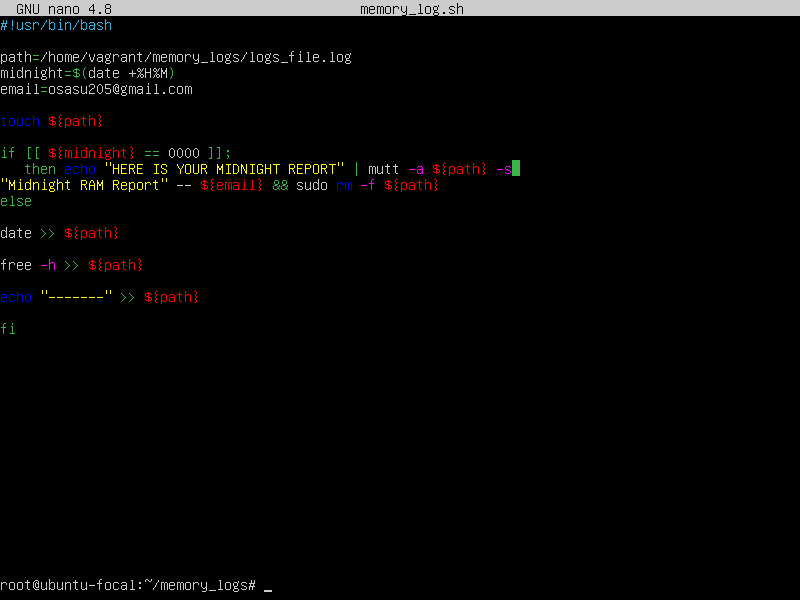 GNU nano 4.8 memory_log.sh
#!usr/bin/bash
path=/home/vagrant/memory_logs/logs_file.log
midnight=$(date +%H%M)
email=osasu205@gmail.com
touch ${path}
if [[ ${midnight} == 0000 ]];
then echo "HERE IS YOUR MIDNIGHT REPORT" | mutt -a ${path} -s
"Midnight RAM Report" -- ${email} && sudo rm -f ${path}
else
date >> ${path}
free -h >> ${path}
echo "-------" >> ${path}
fi
root@ubuntu-focal:~/memory_logs# _